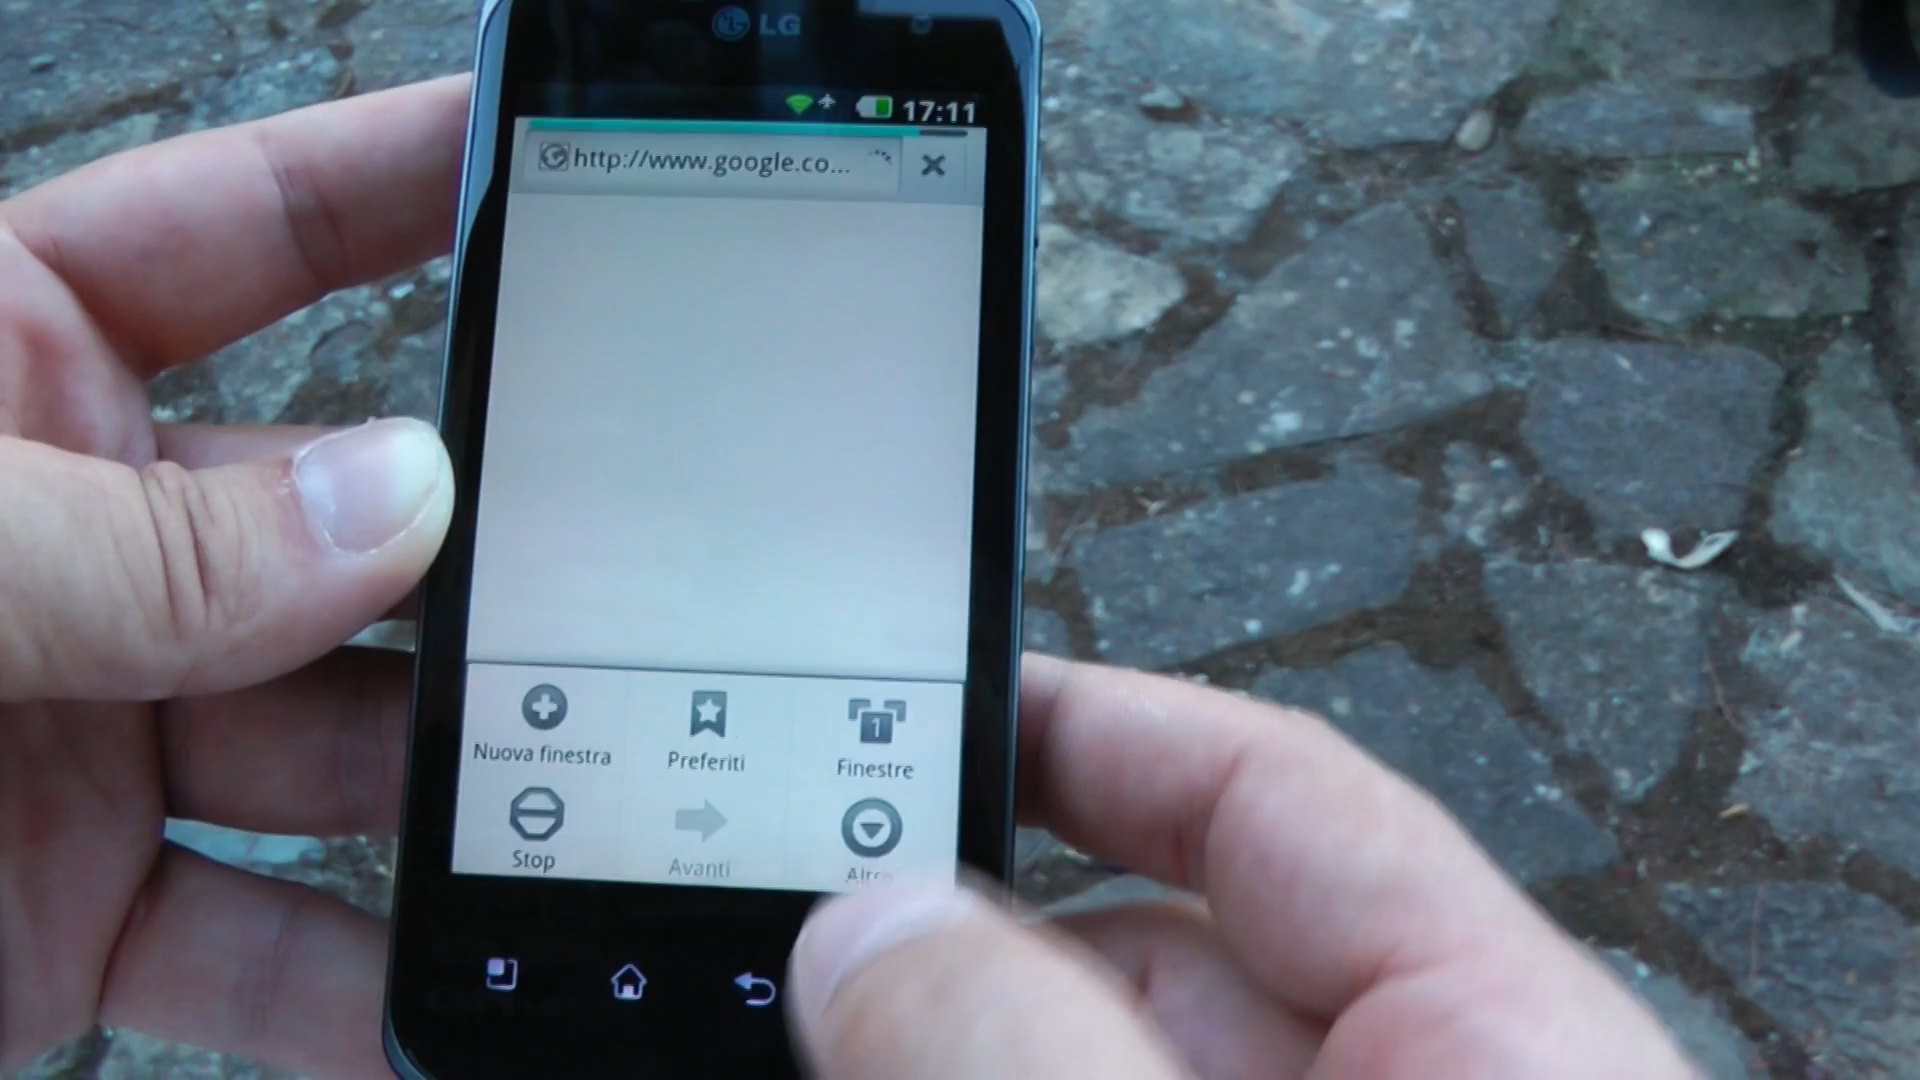 LG
17:11
http://www.google.co...
Nuova finestra
Preferiti
1
Finestre
Stop
Avanti